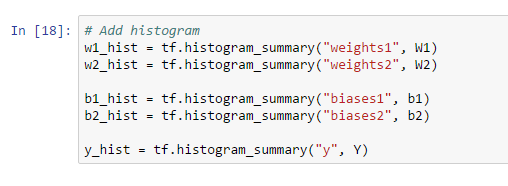 In [18]: # Add histogram
w1_hist = tf.histogram_summary("weights1", W1)
w2_hist = tf.histogram_summary("weights2", W2)
b1_hist = tf.histogram_summary("biases1", b1)
b2_hist = tf.histogram_summary("biases2", b2)
y_hist = tf.histogram_summary("y", Y)